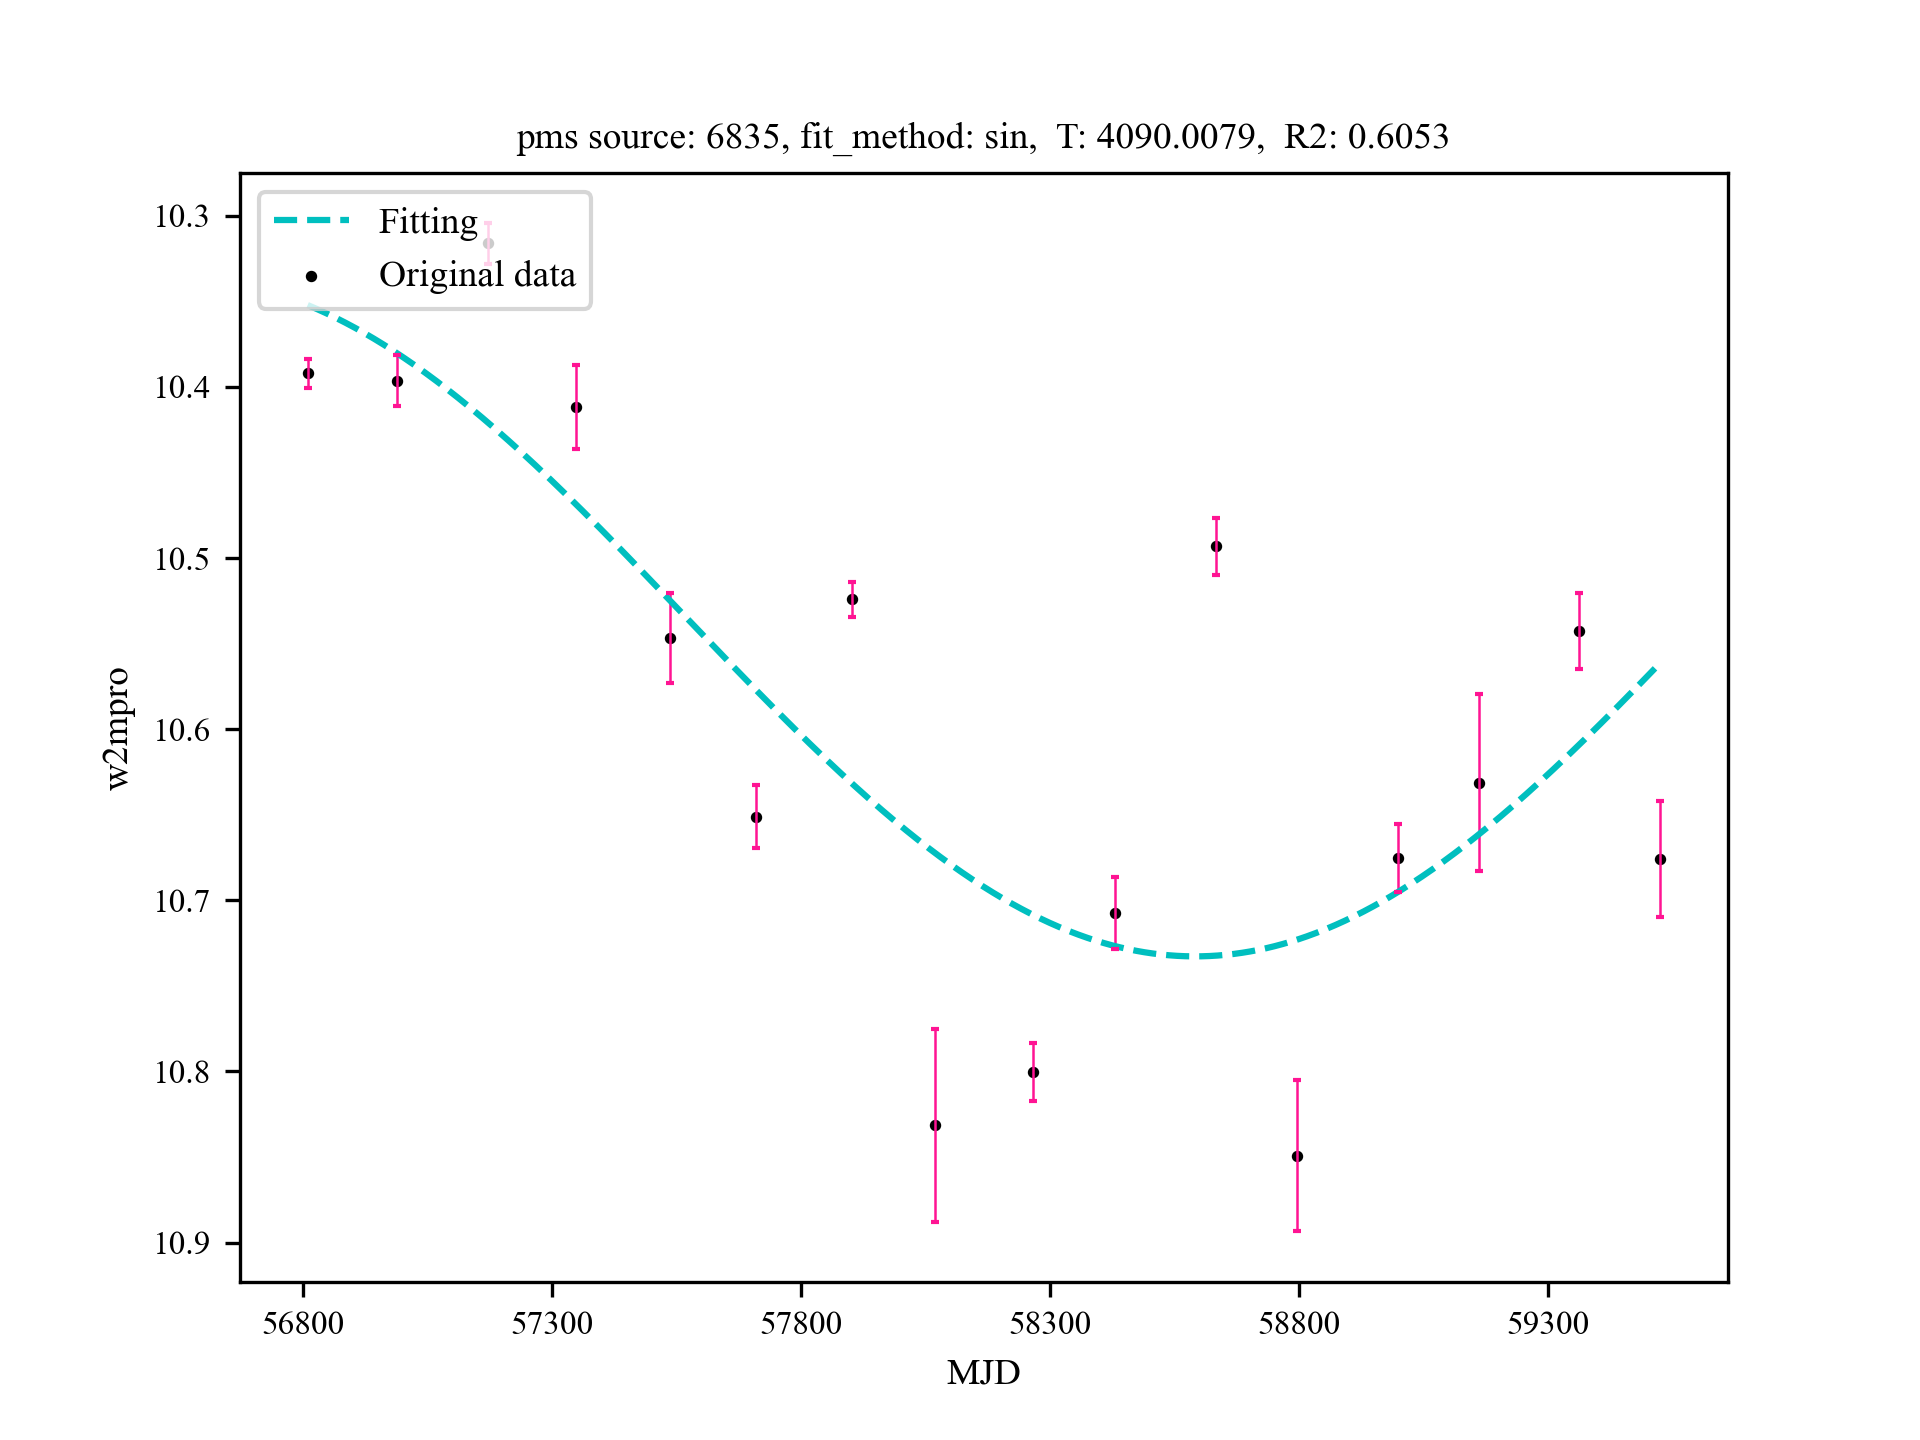 pms source: 6835, fit_method: sin,  T: 4090.0079,  R2: 0.6053
Fitting
Original data
10.3
10.4
10.5
10.6
10.7
10.8
10.9
w2mpro
56800 57300 57800 58300 58800 59300
MJD